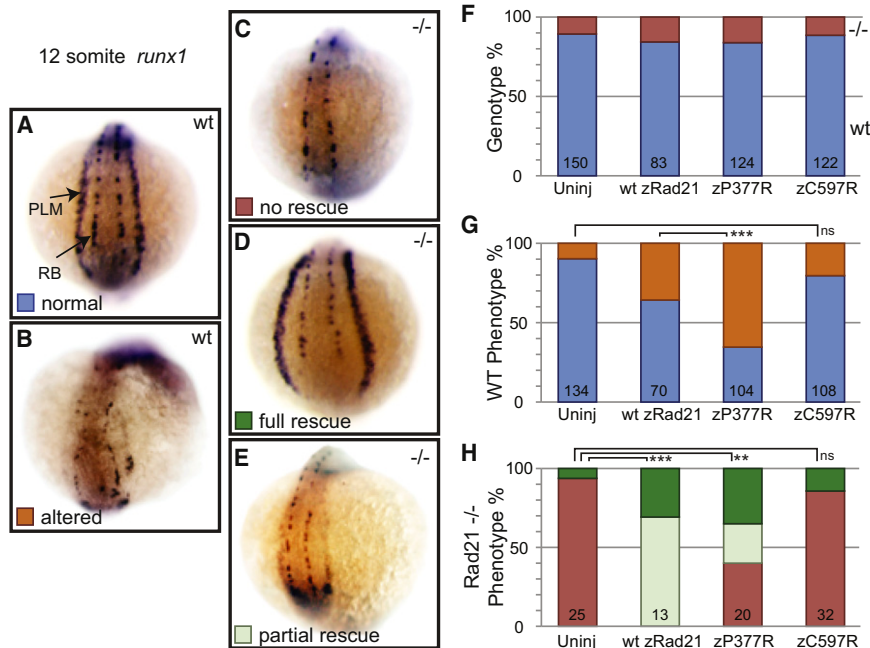 12 somite runx1
A
wt
PLM
RB
normal
B
wt
altered
C
-/-
no rescue
D
-/-
full rescue
E
-/-
partial rescue
F
Genotype %
100
50
0
150
83
124
122
-/-
wt
Uninj
wt zRad21
zP377R
zC597R
G
ns
***
WT Phenotype %
100
50
0
134
70
104
108
Uninj
wt zRad21
zP377R
zC597R
H
ns
***
**
Rad21 -/-
Phenotype %
100
50
0
25
13
20
32
Uninj
wt zRad21
zP377R
zC597R